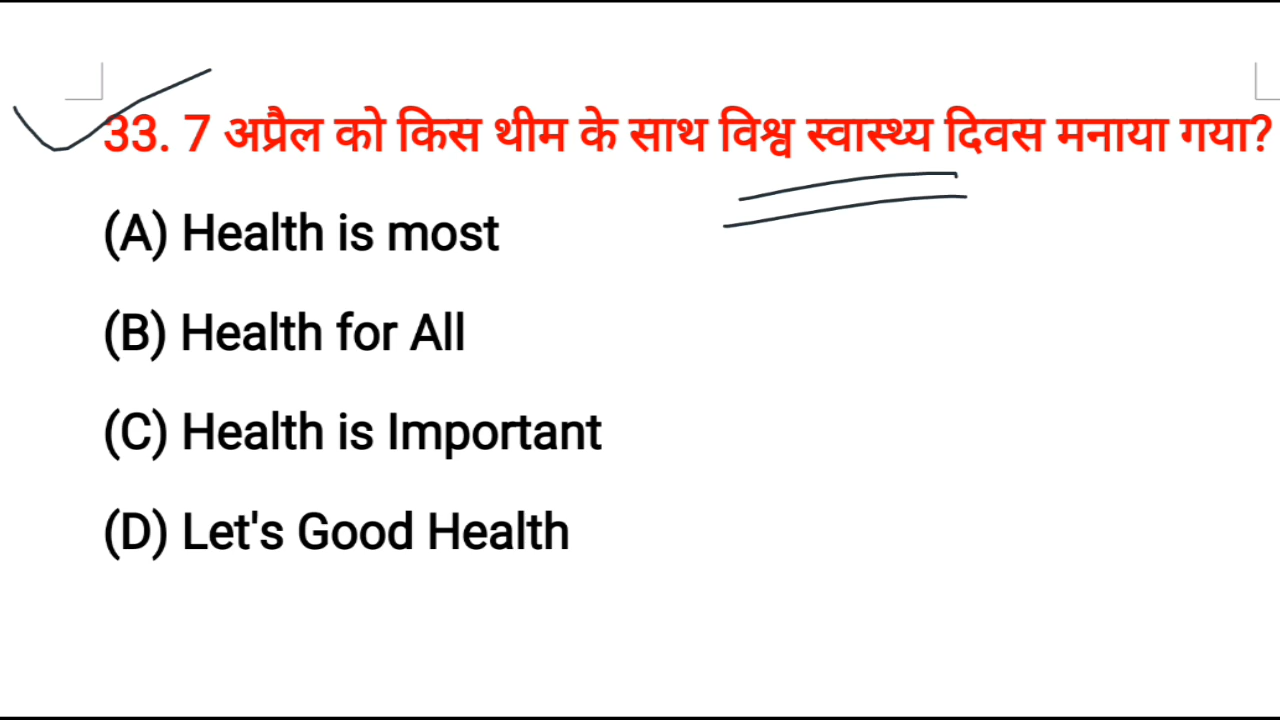 33. 7 अप्रैल को किस थीम के साथ विश्व स्वास्थ्य दिवस मनाया गया?
(A) Health is most
(B) Health for All
(C) Health is Important
(D) Let's Good Health